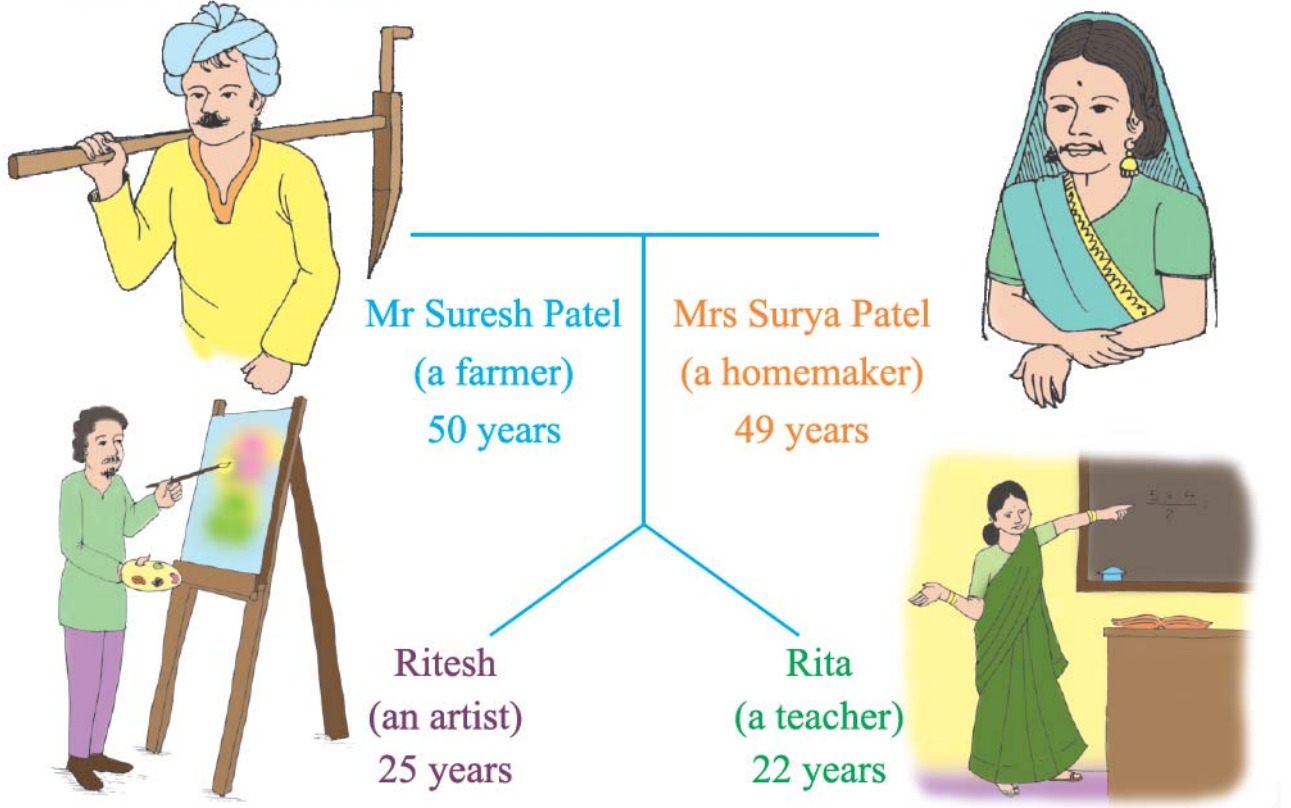 Mr Suresh Patel
(a farmer)
50 years
Mrs Surya Patel
(a homemaker)
49 years
Ritesh
(an artist)
25 years
Rita
(a teacher)
22 years